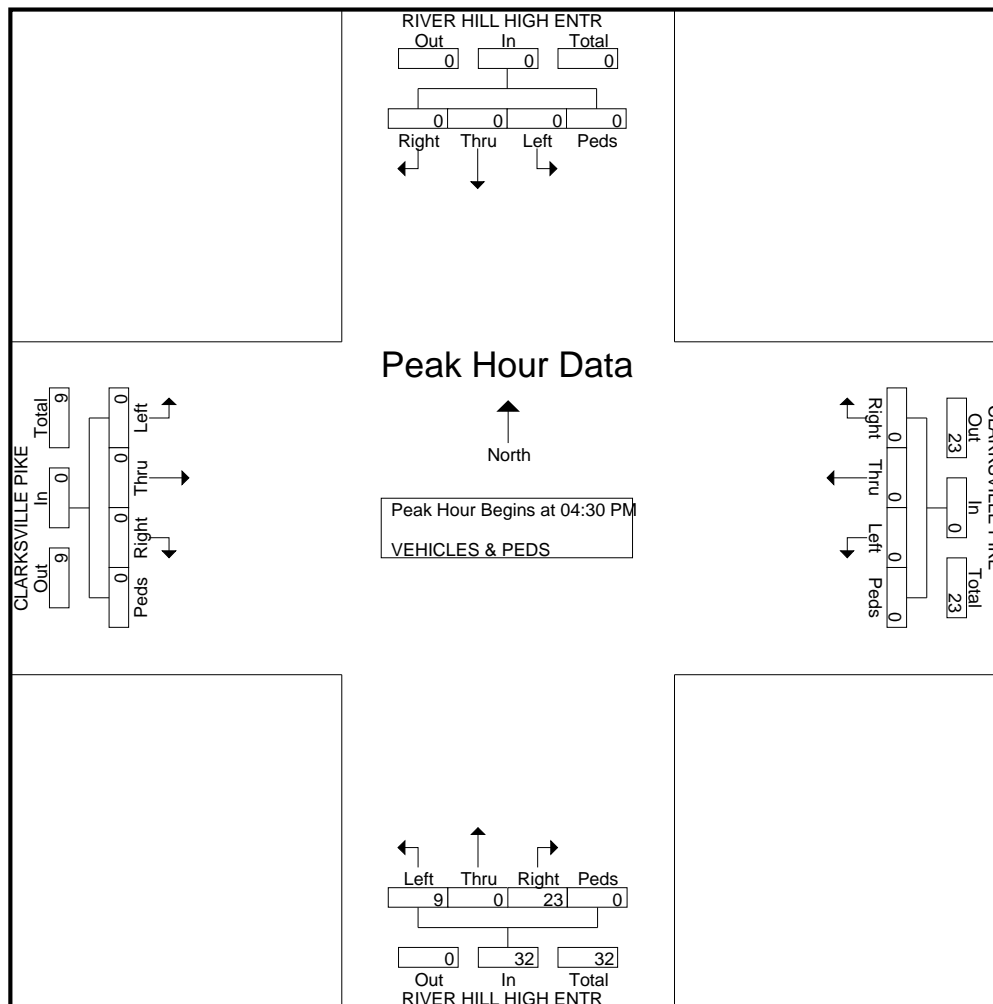 RIVER HILL HIGH ENTR
Out In Total
0 0 0
0 0 0 0
Right Thru Left Peds
Peak Hour Data
North
Peak Hour Begins at 04:30 PM
VEHICLES & PEDS
CLARKSVILLE PIKE
Out In Total
9 0 9
0 0 0 0
Left Thru Right Peds
Right Thru Left Peds
0 0 0 0
Out In Total
23 0 23
CLARKSVILLE PIKE
Left Thru Right Peds
9 0 23 0
0 32 32
Out In Total
RIVER HILL HIGH ENTR